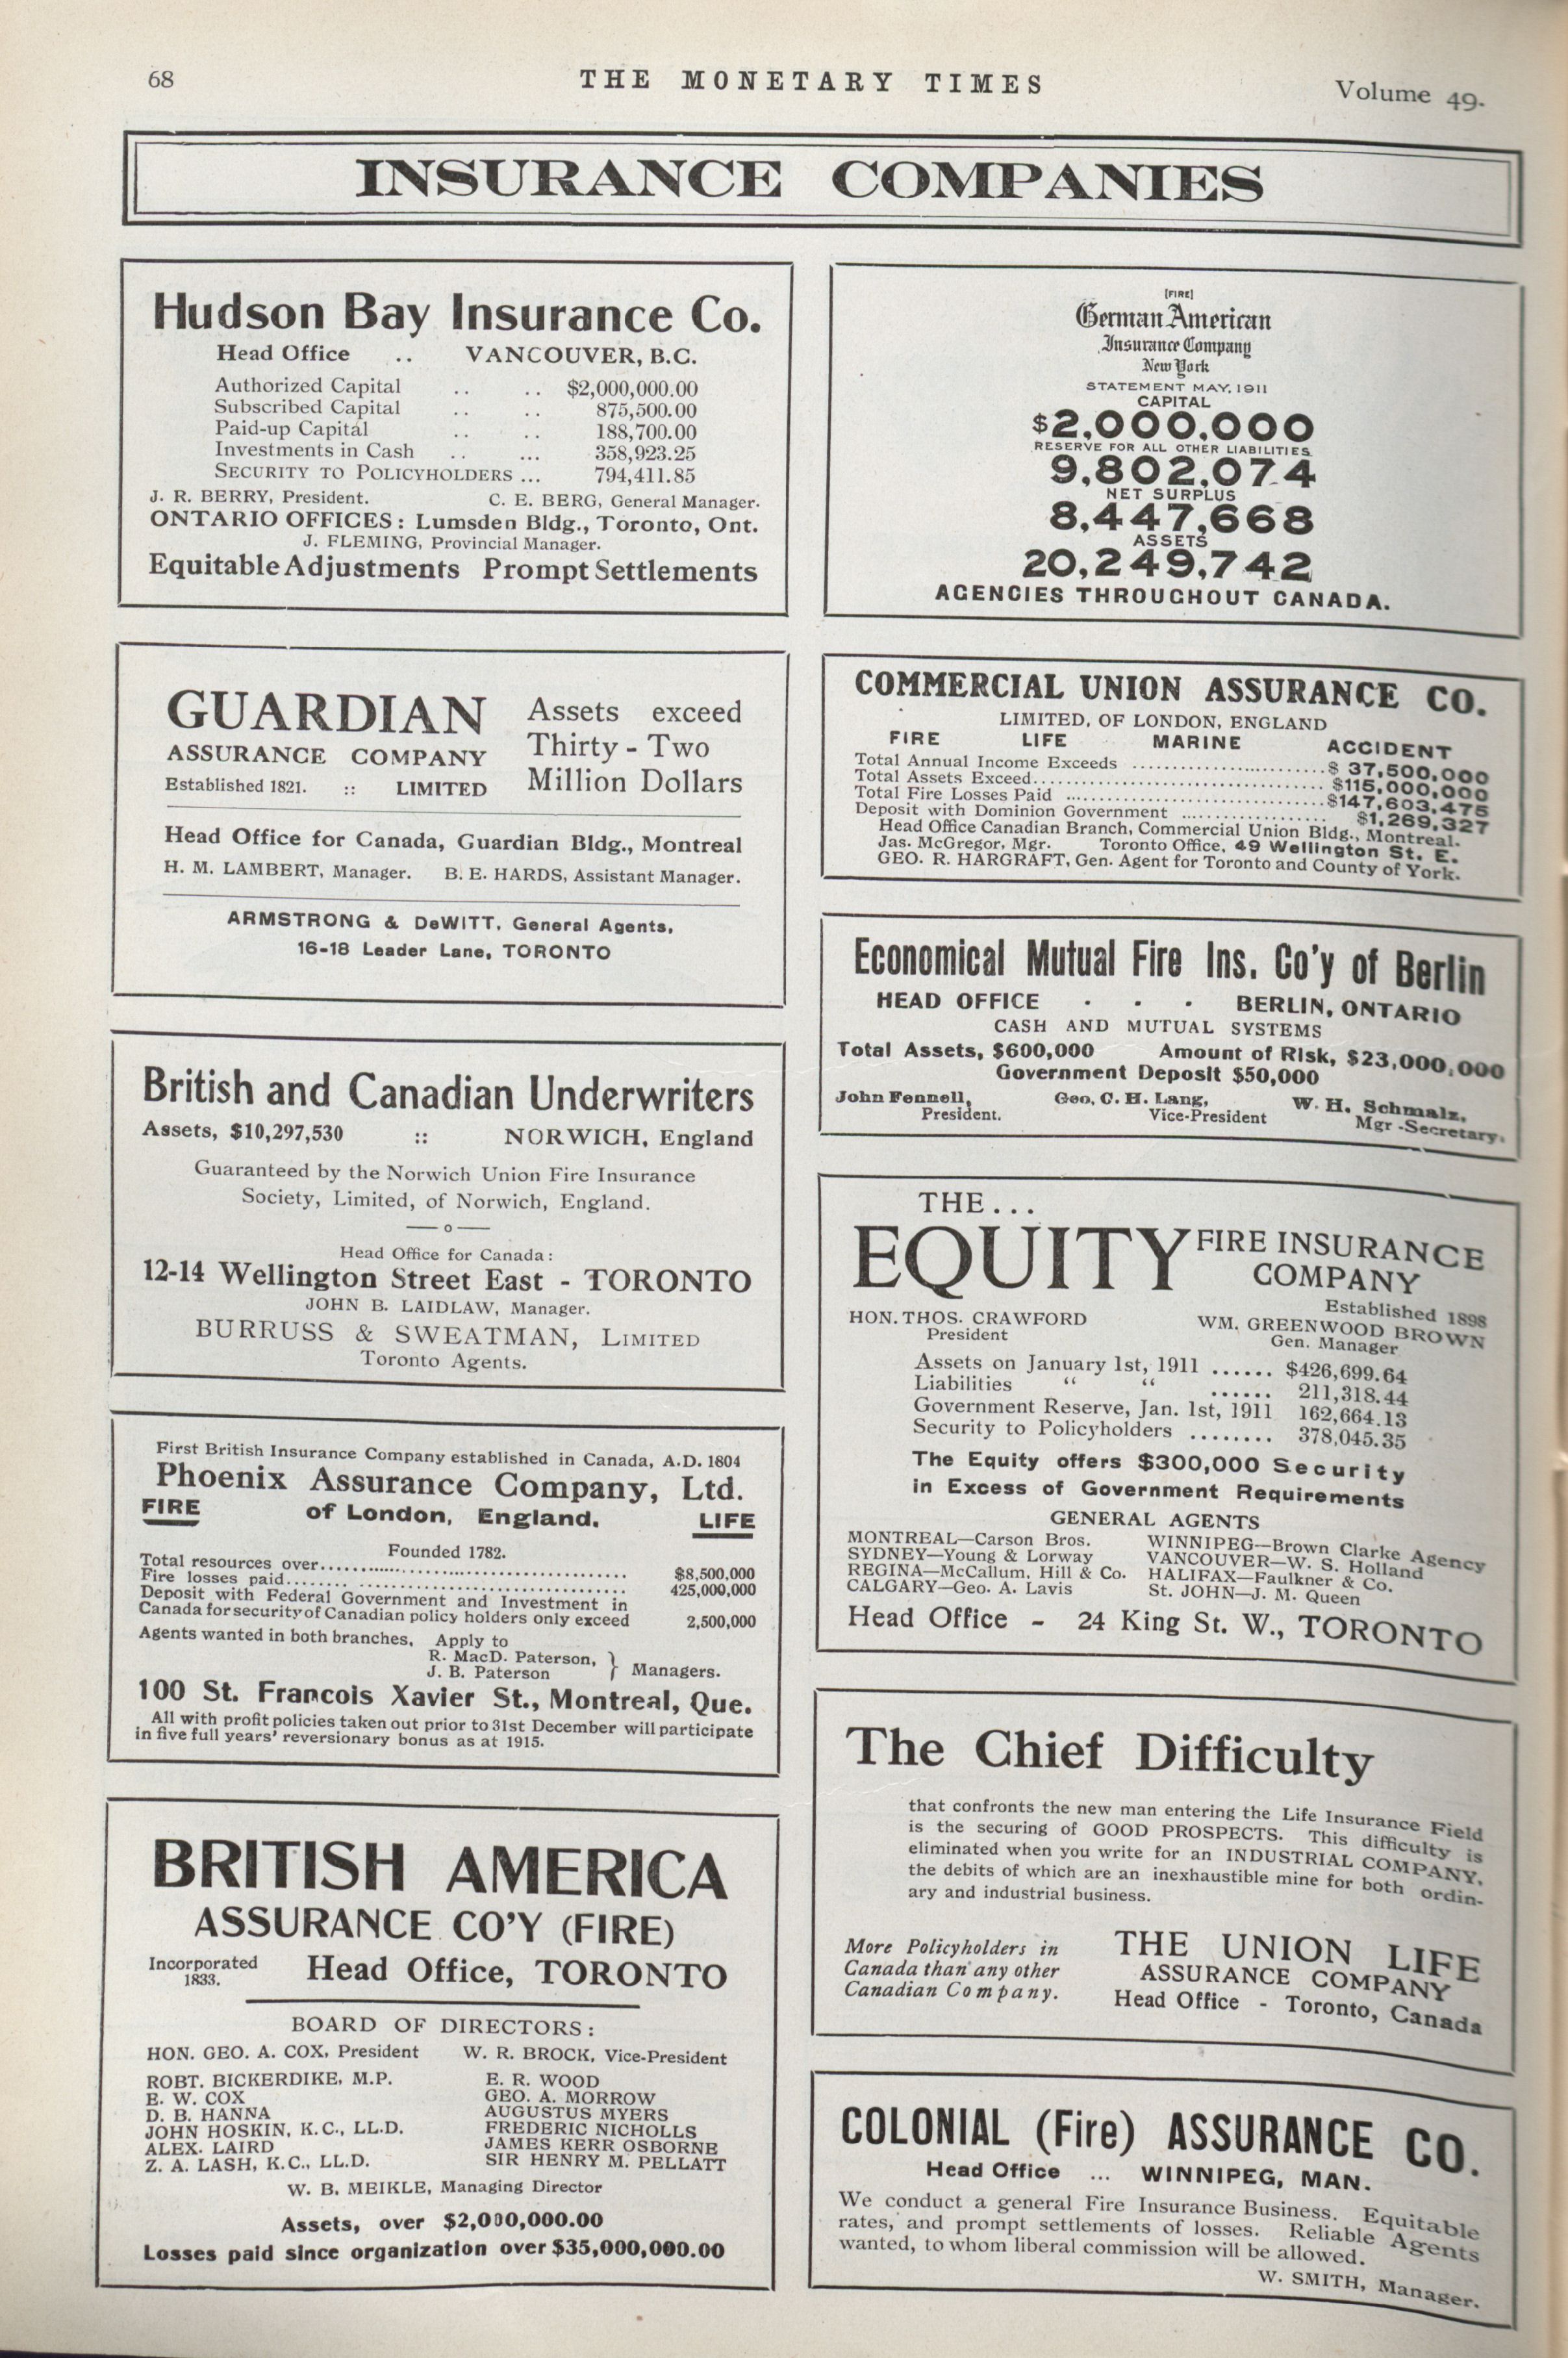 68
THE MONETARY TIMES
Volume 49.
INSURANCE COMPANIES
Hudson Bay Insurance Co.
Head Office .. VANCOUVER, B.C.
Authorized Capital .. .. $2,000,000.00
Subscribed Capital .. .. 875,500.00
Paid-up Capital .. .. 188,700.00
Investments in Cash .. ... 358,923.25
SECURITY TO POLICYHOLDERS ... 794,411.85
J. R. BERRY, President. C. E. BERG, General Manager.
ONTARIO OFFICES: Lumsden Bldg., Toronto, Ont.
J. FLEMING, Provincial Manager.
Equitable Adjustments Prompt Settlements
GUARDIAN
ASSURANCE COMPANY
Established 1821. :: LIMITED
Assets exceed
Thirty-Two
Million Dollars
Head Office for Canada, Guardian Bldg., Montreal
H. M. LAMBERT, Manager. B. E. HARDS, Assistant Manager.
ARMSTRONG & DeWITT, General Agents,
16-18 Leader Lane, TORONTO
British and Canadian Underwriters
Assets, $10,297,530 :: NORWICH, England
Guaranteed by the Norwich Union Fire Insurance
Society, Limited, of Norwich, England.
—o—
Head Office for Canada:
12-14 Wellington Street East - TORONTO
JOHN B. LAIDLAW, Manager.
BURRUSS & SWEATMAN, LIMITED
Toronto Agents.
First British Insurance Company established in Canada, A.D. 1804
Phoenix Assurance Company, Ltd.
FIRE of London, England. LIFE
Founded 1782.
Total resources over........ $8,500,000
Fire losses paid........ 425,000,000
Deposit with Federal Government and Investment in
Canada for security of Canadian policy holders only exceed 2,500,000
Agents wanted in both branches. Apply to
R. MacD. Paterson,
J. B. Paterson } Managers.
100 St. Francois Xavier St., Montreal, Que.
All with profit policies taken out prior to 31st December will participate
in five full years' reversionary bonus as at 1915.
BRITISH AMERICA
ASSURANCE CO'Y (FIRE)
Incorporated
1833.
Head Office, TORONTO
BOARD OF DIRECTORS:
HON. GEO. A. COX, President W. R. BROCK, Vice-President
ROBT. BICKERDIKE, M.P. E. R. WOOD
E. W. COX GEO. A. MORROW
D. B. HANNA AUGUSTUS MYERS
JOHN HOSKIN, K.C., LL.D. FREDERIC NICHOLLS
ALEX. LAIRD JAMES KERR OSBORNE
Z. A. LASH, K.C., LL.D. SIR HENRY M. PELLATT
W. B. MEIKLE, Managing Director
Assets, over $2,000,000.00
Losses paid since organization over $35,000,000.00
[FIRE]
German American
Insurance Company
New York
STATEMENT MAY, 1911
CAPITAL
$2,000,000
RESERVE FOR ALL OTHER LIABILITIES
9,802,074
NET SURPLUS
8,447,668
ASSETS
20,249,742
AGENCIES THROUGHOUT CANADA.
COMMERCIAL UNION ASSURANCE CO.
LIMITED, OF LONDON, ENGLAND
FIRE LIFE MARINE ACCIDENT
Total Annual Income Exceeds ........ $ 37,500,000
Total Assets Exceed........ $115,000,000
Total Fire Losses Paid ........ $147,603,475
Deposit with Dominion Government ........ $1,269,327
Head Office Canadian Branch, Commercial Union Bldg., Montreal.
Jas. McGregor, Mgr. Toronto Office, 49 Wellington St. E.
GEO. R. HARGRAFT, Gen. Agent for Toronto and County of York.
Economical Mutual Fire Ins. Co'y of Berlin
HEAD OFFICE · · · BERLIN, ONTARIO
CASH AND MUTUAL SYSTEMS
Total Assets, $600,000 Amount of Risk, $23,000,000
Government Deposit $50,000
John Fennell, Geo. C. H. Lang, W. H. Schmalz,
President. Vice-President Mgr-Secretary.
THE...
EQUITY FIRE INSURANCE
COMPANY
Established 1898
HON. THOS. CRAWFORD WM. GREENWOOD BROWN
President Gen. Manager
Assets on January 1st, 1911 ...... $426,699.64
Liabilities " " ...... 211,318.44
Government Reserve, Jan. 1st, 1911 162,664.13
Security to Policyholders ........ 378,045.35
The Equity offers $300,000 Security
in Excess of Government Requirements
GENERAL AGENTS
MONTREAL—Carson Bros. WINNIPEG—Brown Clarke Agency
SYDNEY—Young & Lorway VANCOUVER—W. S. Holland
REGINA—McCallum, Hill & Co. HALIFAX—Faulkner & Co.
CALGARY—Geo. A. Lavis St. JOHN—J. M. Queen
Head Office - 24 King St. W., TORONTO
The Chief Difficulty
that confronts the new man entering the Life Insurance Field
is the securing of GOOD PROSPECTS. This difficulty is
eliminated when you write for an INDUSTRIAL COMPANY,
the debits of which are an inexhaustible mine for both ordin-
ary and industrial business.
More Policyholders in
Canada than any other
Canadian Company.
THE UNION LIFE
ASSURANCE COMPANY
Head Office - Toronto, Canada
COLONIAL (Fire) ASSURANCE CO.
Head Office ... WINNIPEG, MAN.
We conduct a general Fire Insurance Business. Equitable
rates, and prompt settlements of losses. Reliable Agents
wanted, to whom liberal commission will be allowed.
W. SMITH, Manager.